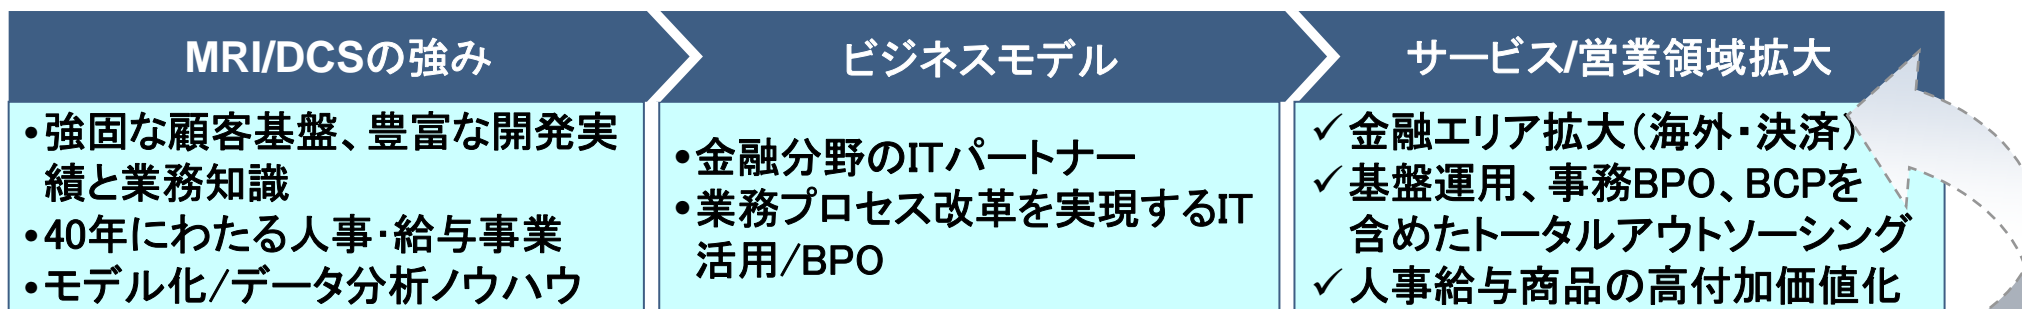 MRI/DCSの強み
•強固な顧客基盤、豊富な開発実
績と業務知識
•40年にわたる人事・給与事業
•モデル化/データ分析ノウハウ
ビジネスモデル
•金融分野のITパートナー
•業務プロセス改革を実現するIT
活用/BPO
サービス/営業領域拡大
✓金融エリア拡大（海外・決済）
✓基盤運用、事務BPO、BCPを
含めたトータルアウトソーシング
✓人事給与商品の高付加価値化